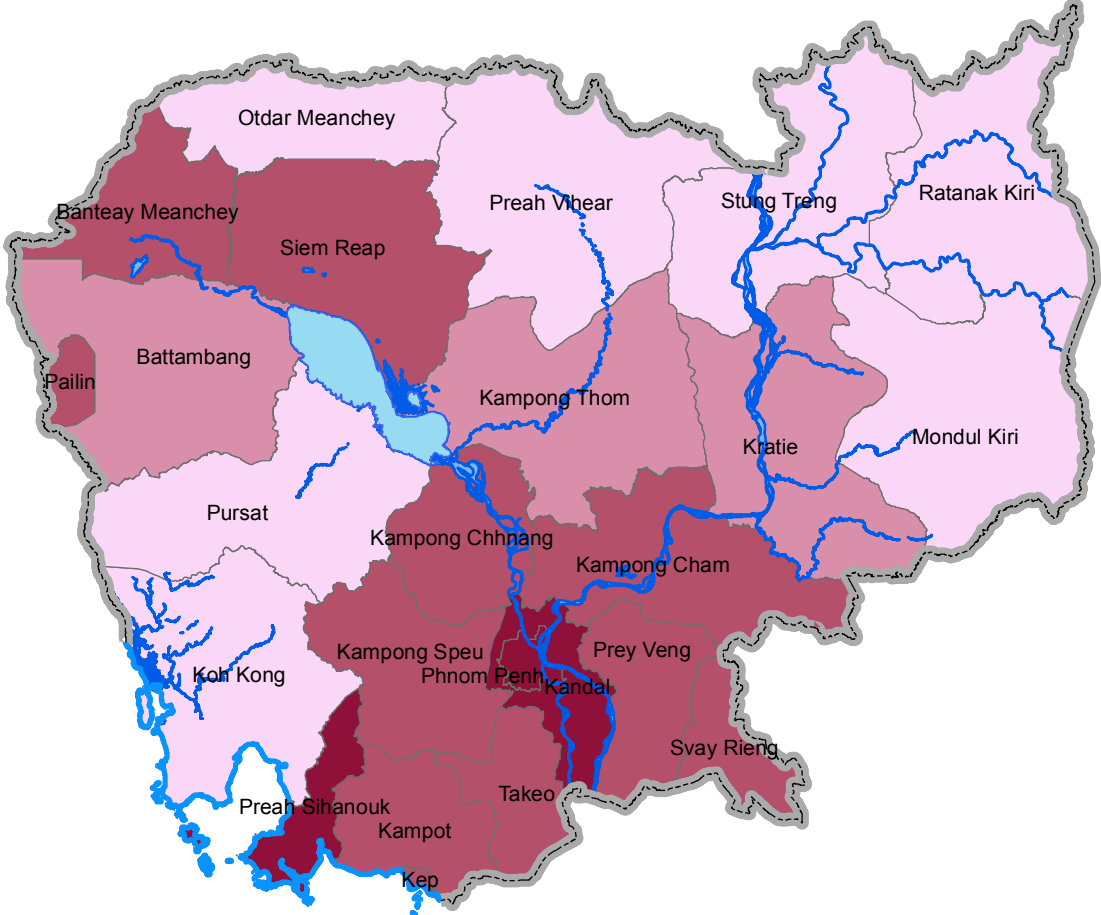 Otdar Meanchey
Preah Vihear
Stung Treng
Ratanak Kiri
Banteay Meanchey
Siem Reap
Battambang
Pailin
Kampong Thom
Kratie
Mondul Kiri
Pursat
Kampong Chhnang
Kampong Cham
Kampong Speu
Prey Veng
Phnom Penh
Koh Kong
Kandal
Svay Rieng
Takeo
Preah Sihanouk
Kampot
Kep